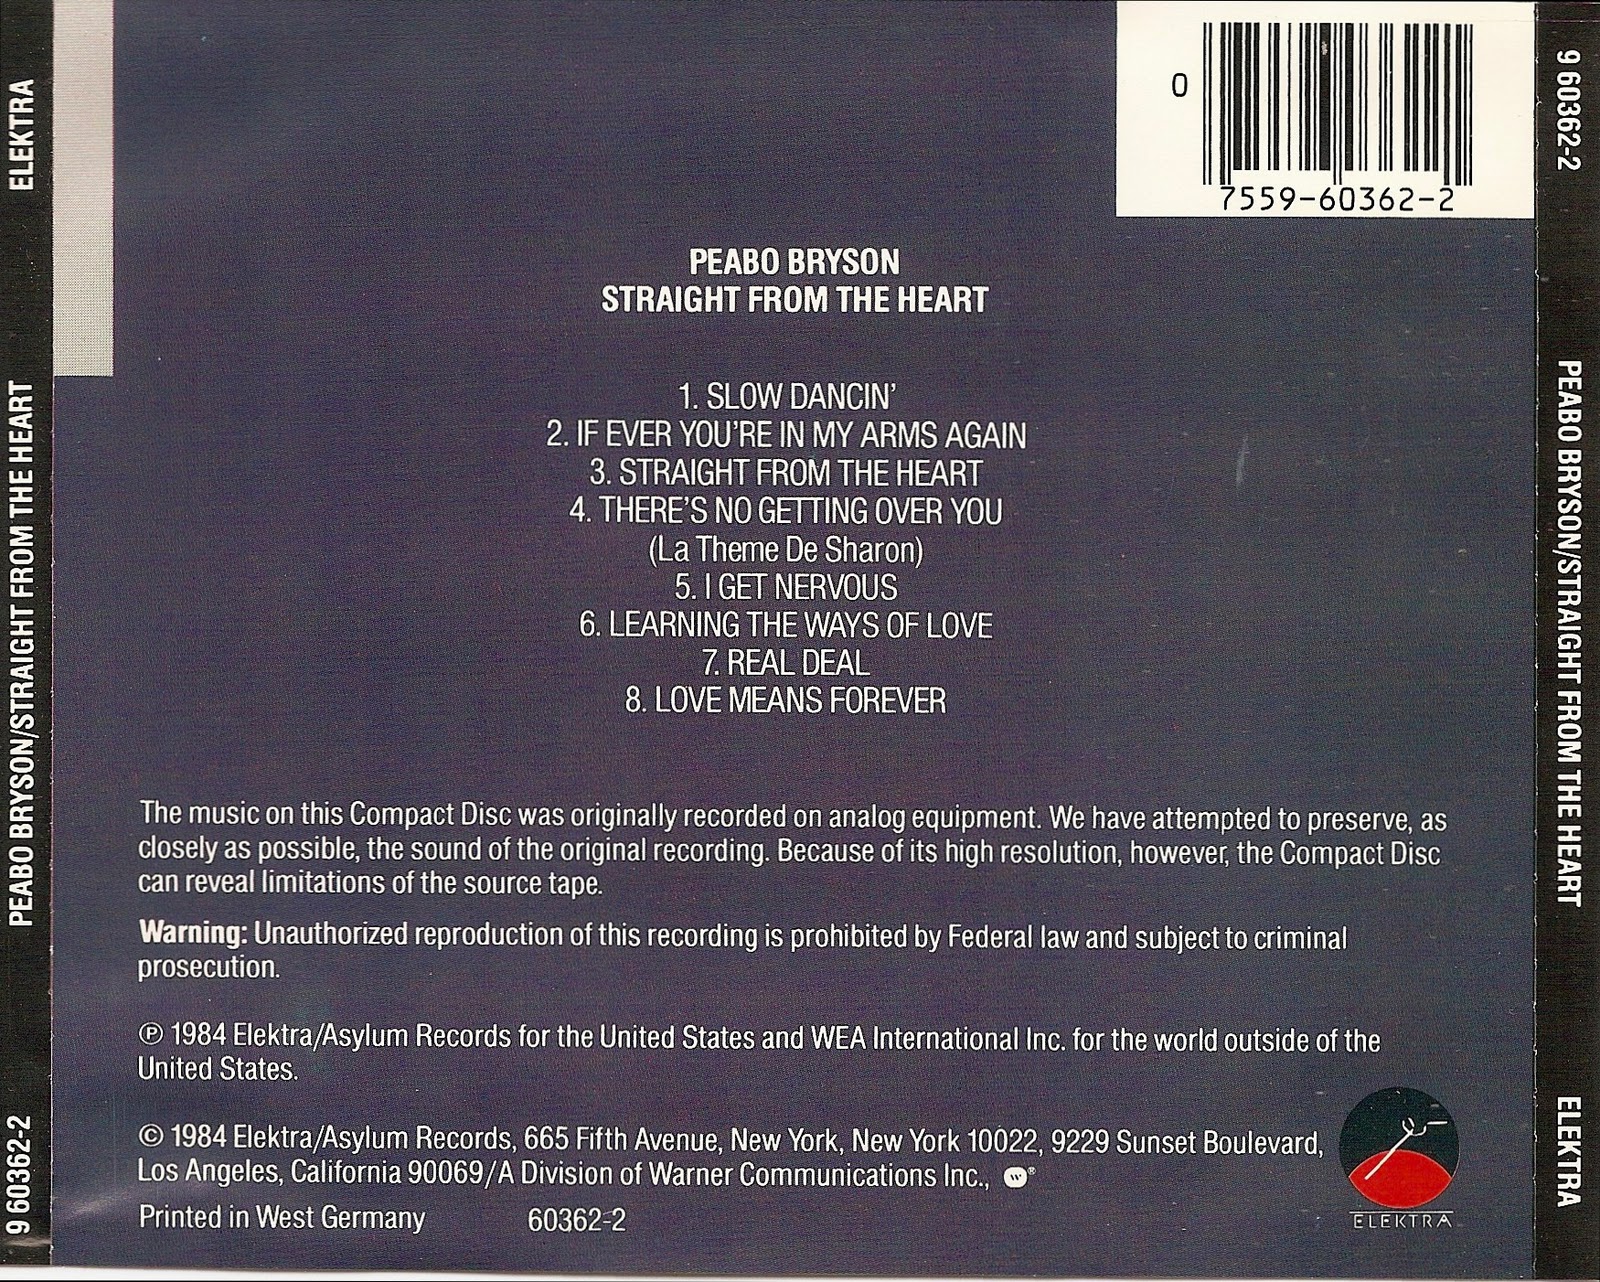 ELEKTRA
PEABO BRYSON/STRAIGHT FROM THE HEART
9 60362-2
0
7559-60362-2
PEABO BRYSON
STRAIGHT FROM THE HEART
1. SLOW DANCIN'
2. IF EVER YOU'RE IN MY ARMS AGAIN
3. STRAIGHT FROM THE HEART
4. THERE'S NO GETTING OVER YOU
(La Theme De Sharon)
5. I GET NERVOUS
6. LEARNING THE WAYS OF LOVE
7. REAL DEAL
8. LOVE MEANS FOREVER
The music on this Compact Disc was originally recorded on analog equipment. We have attempted to preserve, as
closely as possible, the sound of the original recording. Because of its high resolution, however, the Compact Disc
can reveal limitations of the source tape.
Warning: Unauthorized reproduction of this recording is prohibited by Federal law and subject to criminal
prosecution.
℗ 1984 Elektra/Asylum Records for the United States and WEA International Inc. for the world outside of the
United States.
© 1984 Elektra/Asylum Records, 665 Fifth Avenue, New York, New York 10022, 9229 Sunset Boulevard,
Los Angeles, California 90069/A Division of Warner Communications Inc., w®
Printed in West Germany 60362-2
ELEKTRA
9 60362-2
PEABO BRYSON/STRAIGHT FROM THE HEART
ELEKTRA